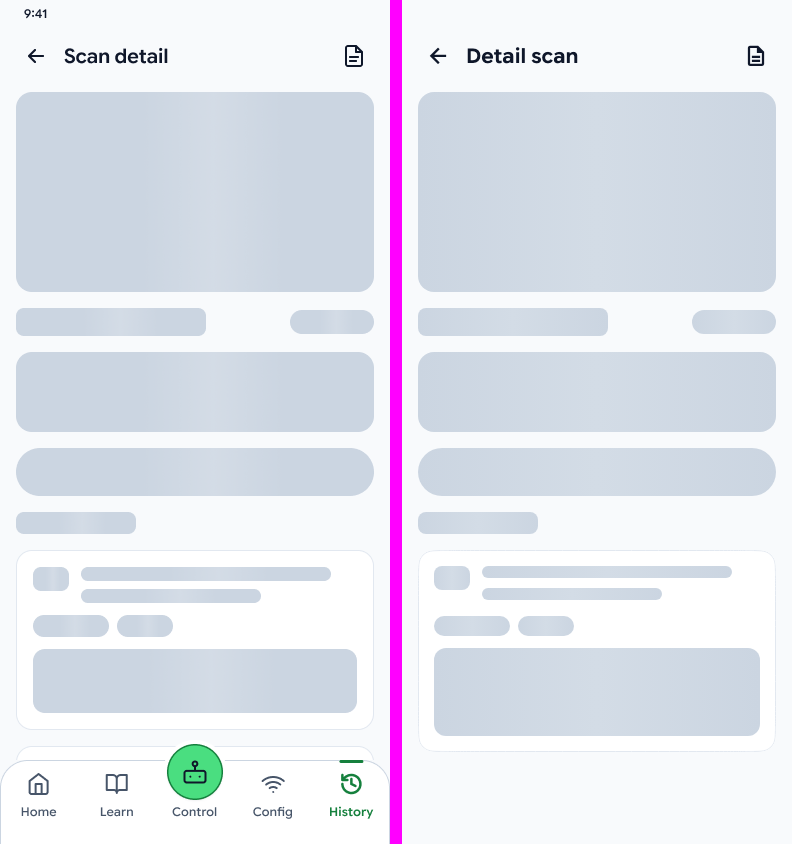 9:41
Scan detail
Detail scan
Home
Learn
Control
Config
History